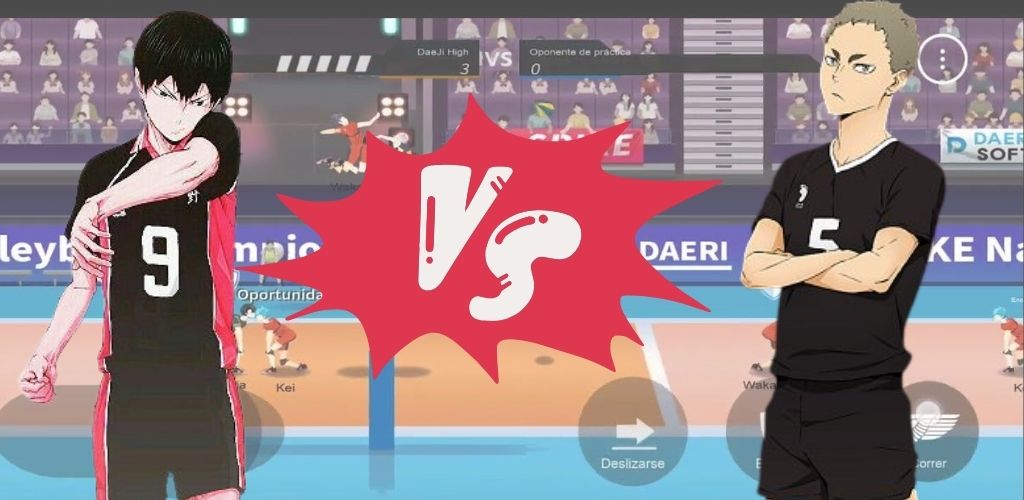 DaeJi High
3
VS
Oponente de práctica
0
SPIKE
DAERI
SOFT
DAERI
KE Na
9
VS
5
Oportunida
Kei
Waka
Deslizarse